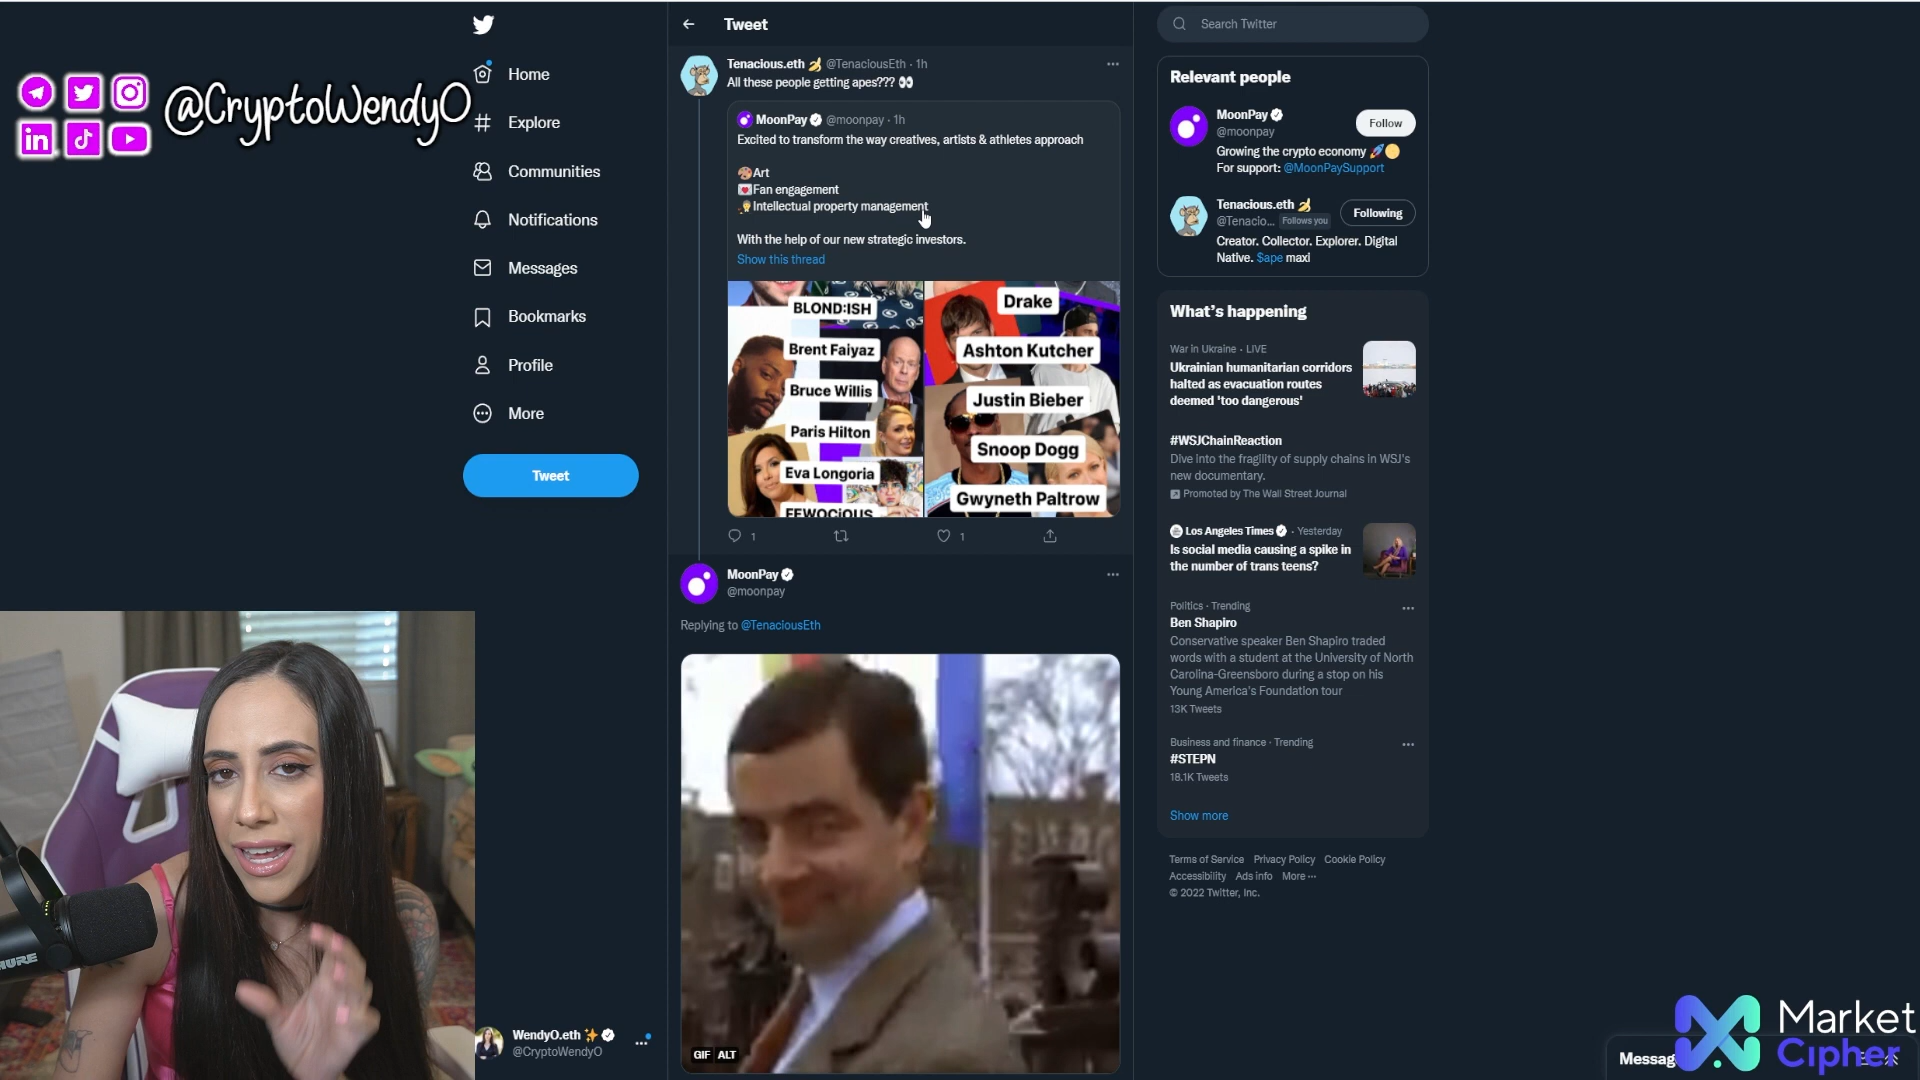 @CryptoWendyO
Home
Explore
Communities
Notifications
Messages
Bookmarks
Profile
More
Tweet
WendyO.eth
@CryptoWendyO
SHURE
Tweet
Tenacious.eth @TenaciousEth · 1h
All these people getting apes???
MoonPay @moonpay · 1h
Excited to transform the way creatives, artists & athletes approach
Art
Fan engagement
Intellectual property management
With the help of our new strategic investors.
Show this thread
BLOND:ISH
Brent Faiyaz
Bruce Willis
Paris Hilton
Eva Longoria
FEWOCiOUS
Drake
Ashton Kutcher
Justin Bieber
Snoop Dogg
Gwyneth Paltrow
1
1
MoonPay
@moonpay
Replying to @TenaciousEth
GIF ALT
Search Twitter
Relevant people
MoonPay
@moonpay
Follow
Growing the crypto economy
For support: @MoonPaySupport
Tenacious.eth
@Tenacio... Follows you
Following
Creator. Collector. Explorer. Digital
Native. $ape maxi
What's happening
War in Ukraine · LIVE
Ukrainian humanitarian corridors
halted as evacuation routes
deemed 'too dangerous'
#WSJChainReaction
Dive into the fragility of supply chains in WSJ's
new documentary.
Promoted by The Wall Street Journal
Los Angeles Times · Yesterday
Is social media causing a spike in
the number of trans teens?
Politics · Trending
Ben Shapiro
Conservative speaker Ben Shapiro traded
words with a student at the University of North
Carolina-Greensboro during a stop on his
Young America's Foundation tour
13K Tweets
Business and finance · Trending
#STEPN
18.1K Tweets
Show more
Terms of Service Privacy Policy Cookie Policy
Accessibility Ads info More ···
© 2022 Twitter, Inc.
Messag
Market
Cipher